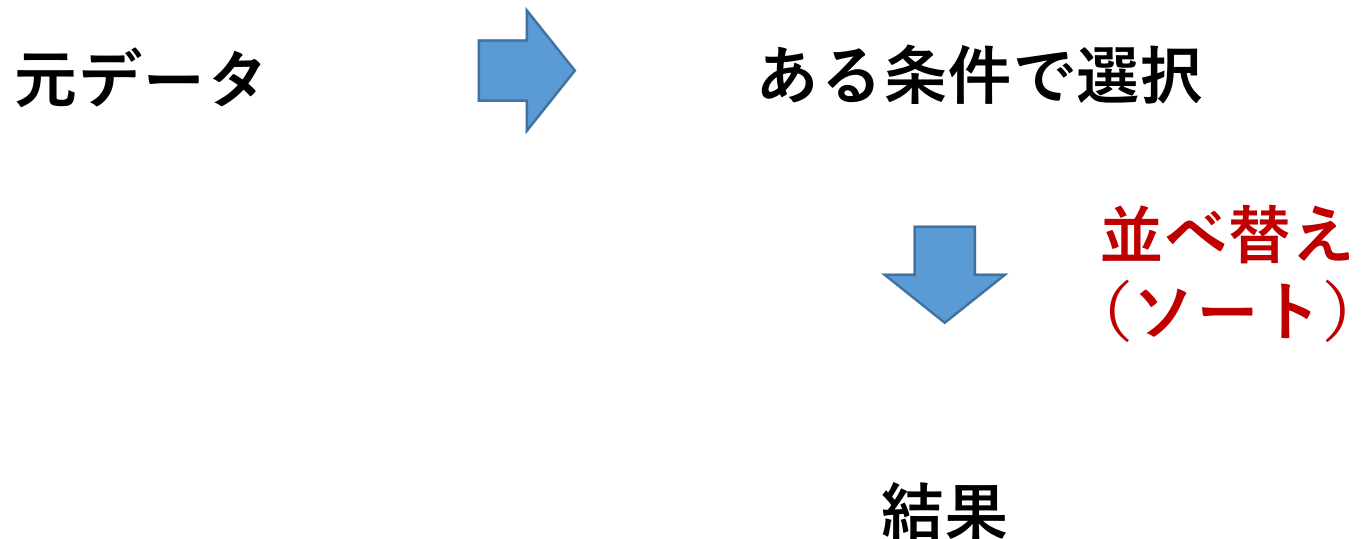 元データ
ある条件で選択
並べ替え
（ソート）
結果